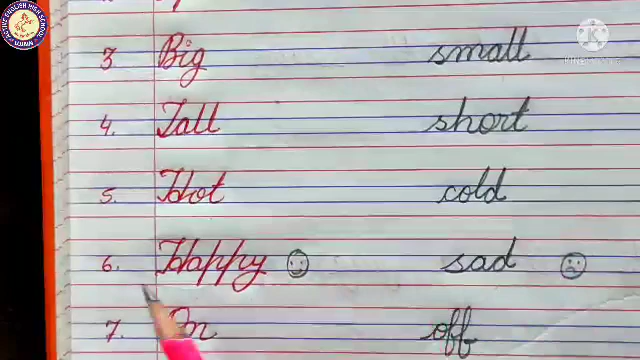 3. Big small
4. Tall short
5. Hot cold
6. Happy sad
7. On off